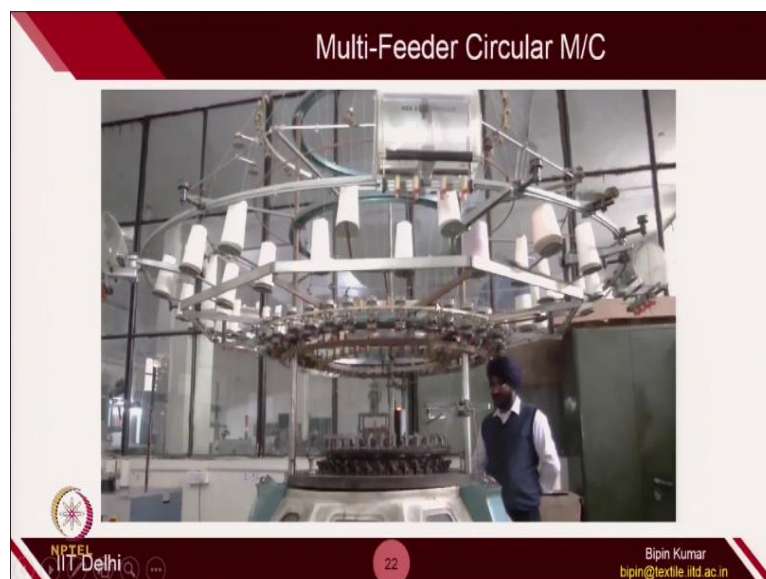 Multi-Feeder Circular M/C
NPTEL
IIT Delhi
22
Bipin Kumar
bipin@textile.iitd.ac.in